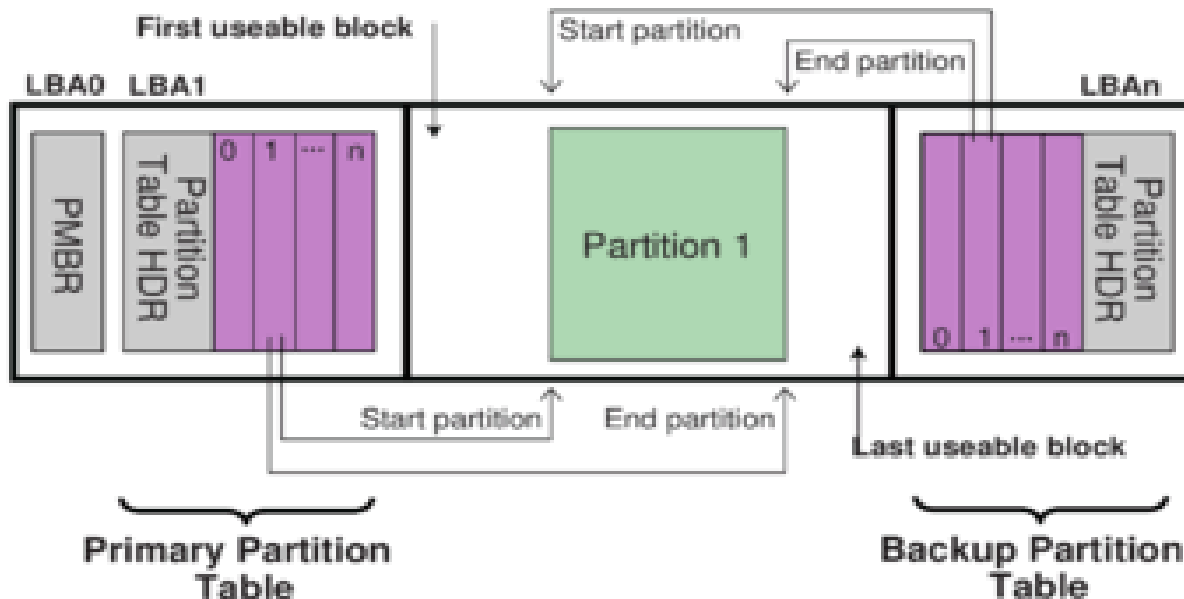 First useable block
Start partition
End partition
LBA0
LBA1
LBAn
PMBR
Partition
Table HDR
0 1 ... n
Partition 1
0 1 ... n
Partition
Table HDR
Start partition
End partition
Last useable block
Primary Partition
Table
Backup Partition
Table